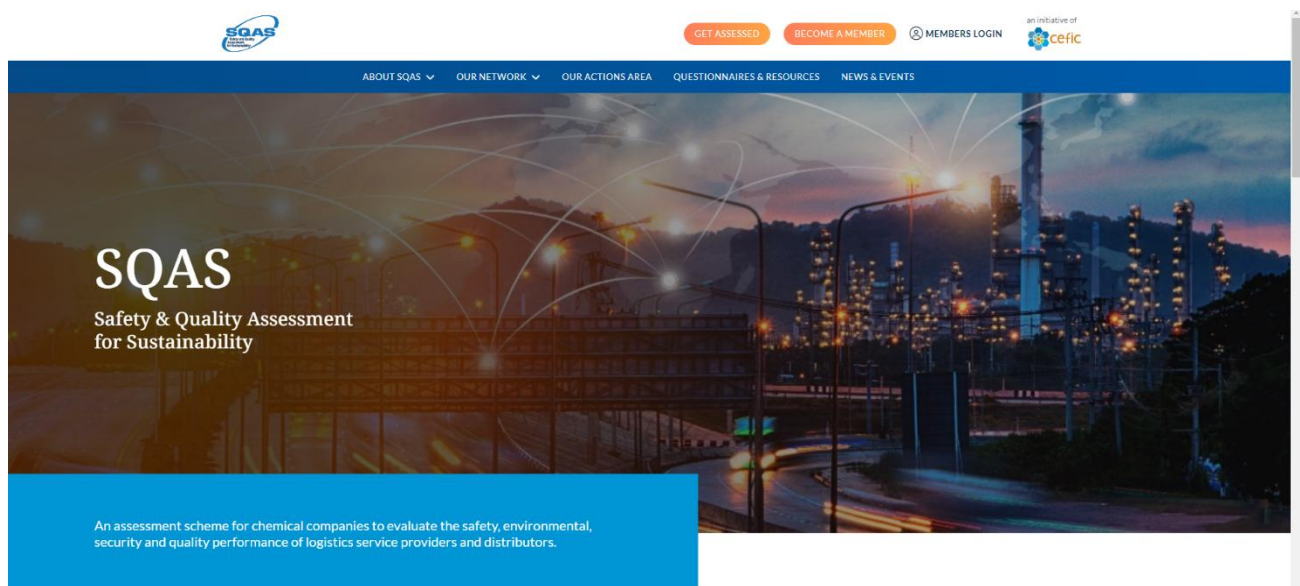 SQAS
an initiative of
GET ASSESSED
BECOME A MEMBER
MEMBERS LOGIN
cefic
ABOUT SQAS
OUR NETWORK
OUR ACTIONS AREA
QUESTIONNAIRES & RESOURCES
NEWS & EVENTS
SQAS
Safety & Quality Assessment
for Sustainability
An assessment scheme for chemical companies to evaluate the safety, environmental,
security and quality performance of logistics service providers and distributors.